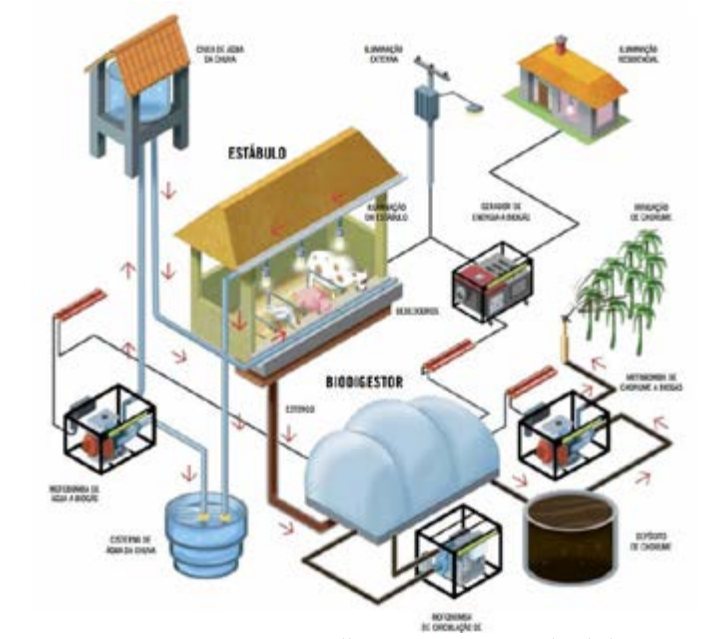 CAIXA DE ÁGUA
DA CHUVA
ILUMINAÇÃO
EXTERNA
ILUMINAÇÃO
RESIDENCIAL
ESTÁBULO
ILUMINAÇÃO
DO ESTÁBULO
GERADOR DE
ENERGIA A BIOGÁS
IRRIGAÇÃO
DE CHORUME
BEBEDOUROS
BIODIGESTOR
MOTOBOMBA DE
CHORUME A BIOGÁS
ESTERCO
MOTOBOMBA DE
ÁGUA A BIOGÁS
CISTERNA DE
ÁGUA DA CHUVA
DEPÓSITO
DE CHORUME
MOTOBOMBA
DE CIRCULAÇÃO DE